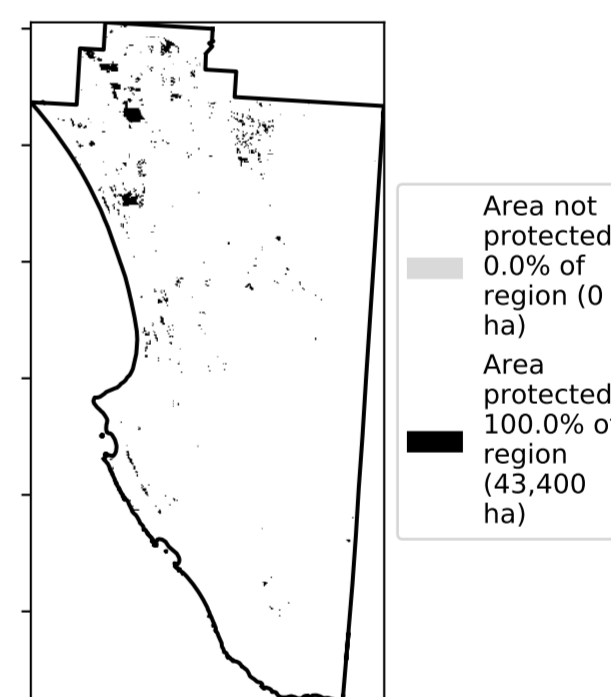 Area not
protected
0.0% of
region (0
ha)
Area
protected
100.0% of
region
(43,400
ha)